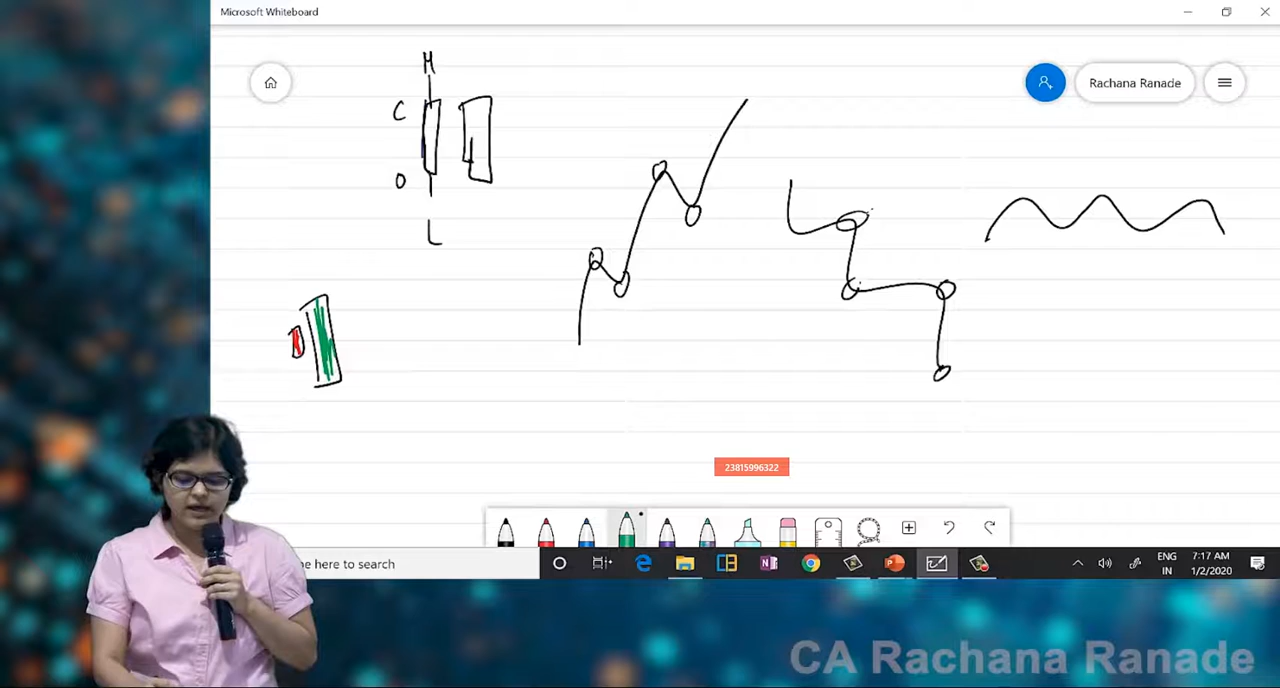 Microsoft Whiteboard
Rachana Ranade
H
C
O
L
23815996322
e here to search
ENG
IN
7:17 AM
1/2/2020
CA Rachana Ranade